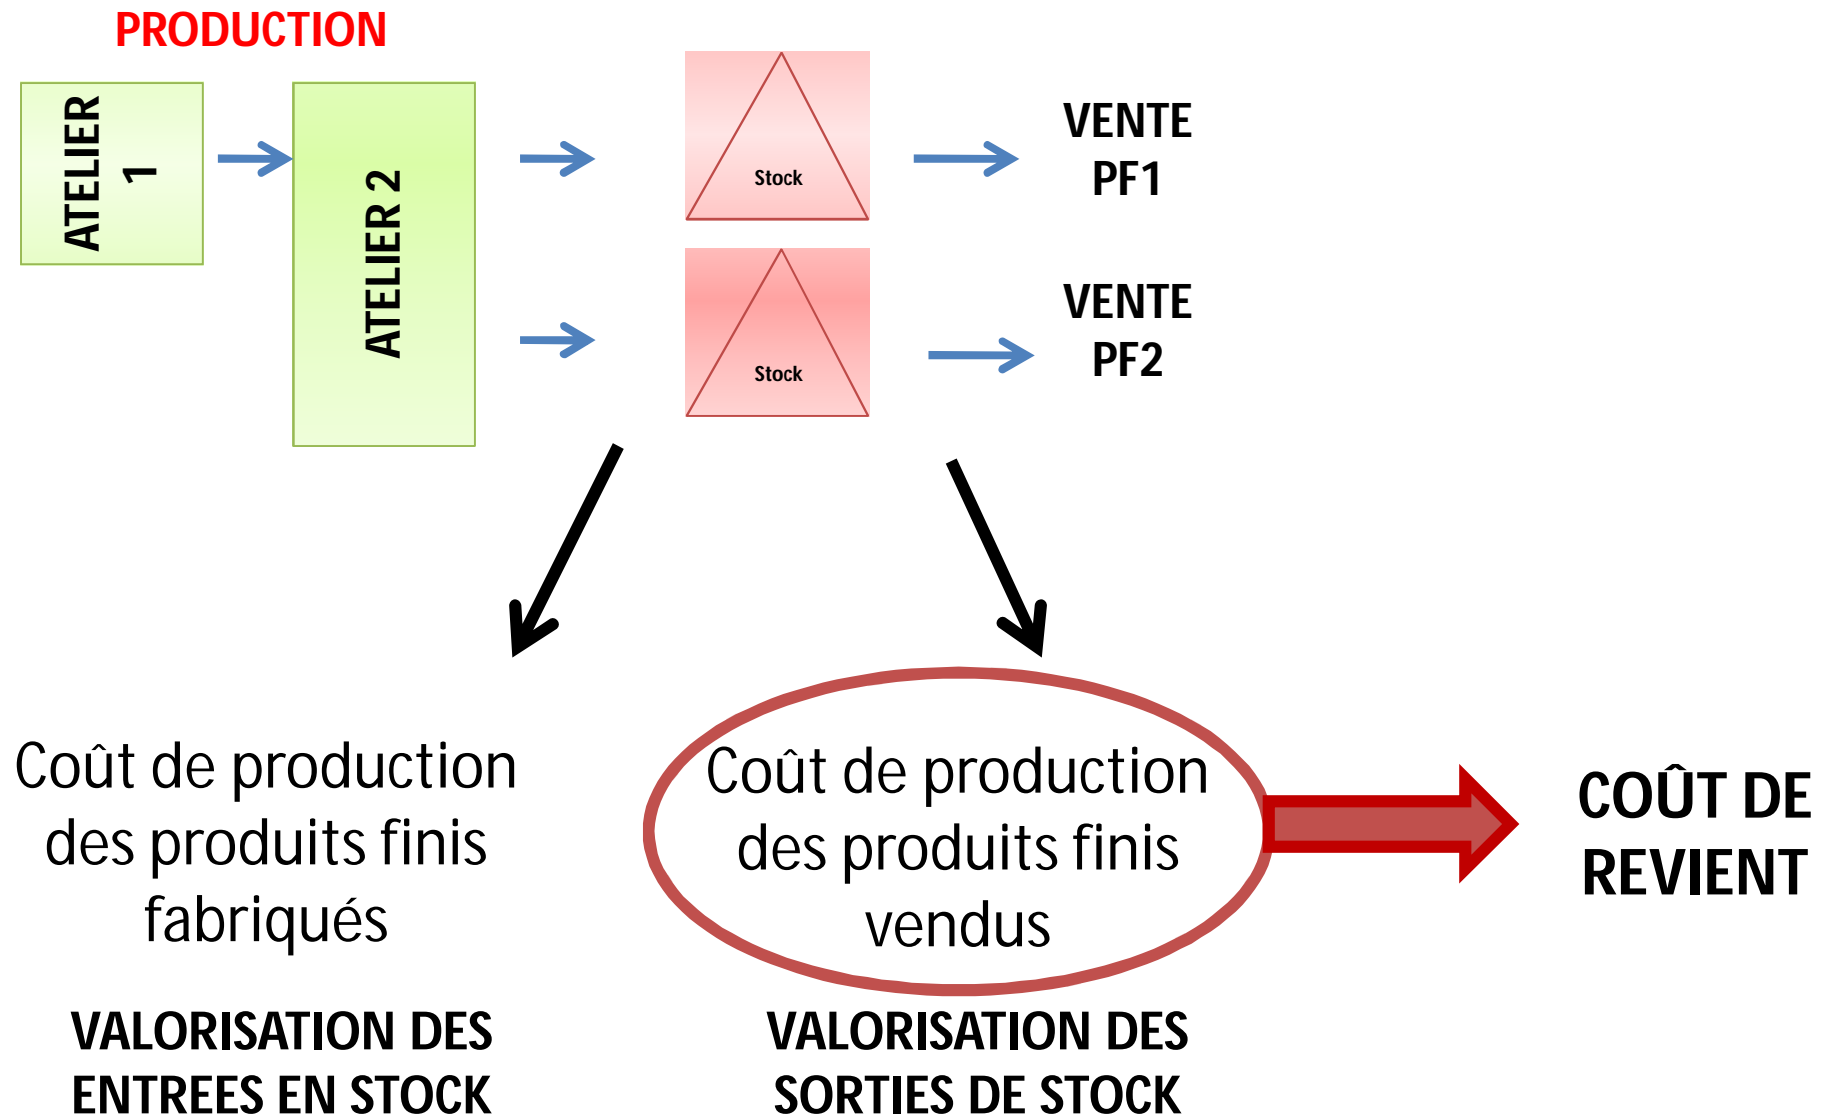 PRODUCTION
ATELIER
1
ATELIER 2
Stock
VENTE
PF1
Stock
VENTE
PF2
Coût de production
des produits finis
fabriqués
VALORISATION DES
ENTREES EN STOCK
Coût de production
des produits finis
vendus
VALORISATION DES
SORTIES DE STOCK
COÛT DE
REVIENT